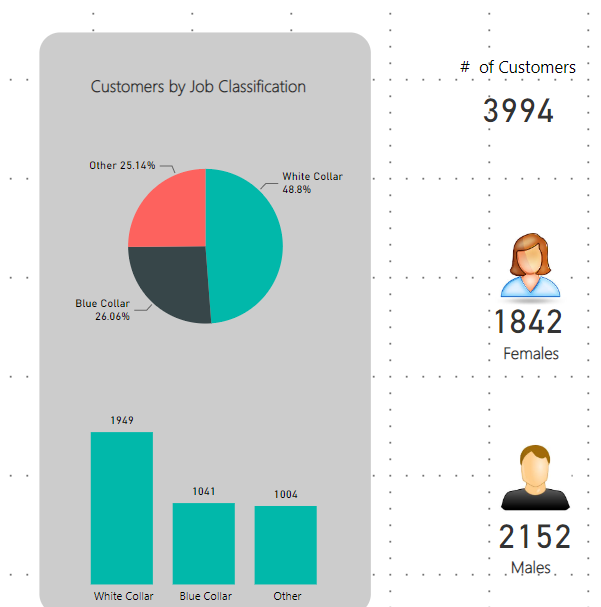 Customers by Job Classification
# of Customers
3994
Other 25.14%
White Collar
48.8%
Blue Collar
26.06%
1842
Females
1949
1041
1004
2152
Males
White Collar
Blue Collar
Other